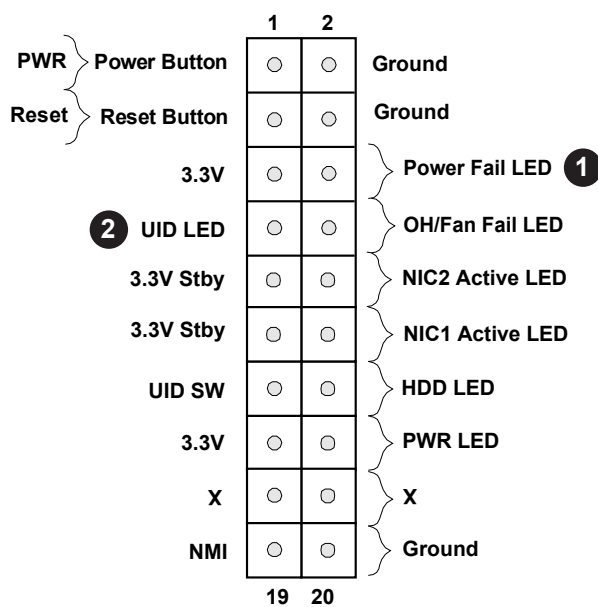 1 2
PWR Power Button Ground
Reset Reset Button Ground
3.3V Power Fail LED 1
2 UID LED OH/Fan Fail LED
3.3V Stby NIC2 Active LED
3.3V Stby NIC1 Active LED
UID SW HDD LED
3.3V PWR LED
X X
NMI Ground
19 20